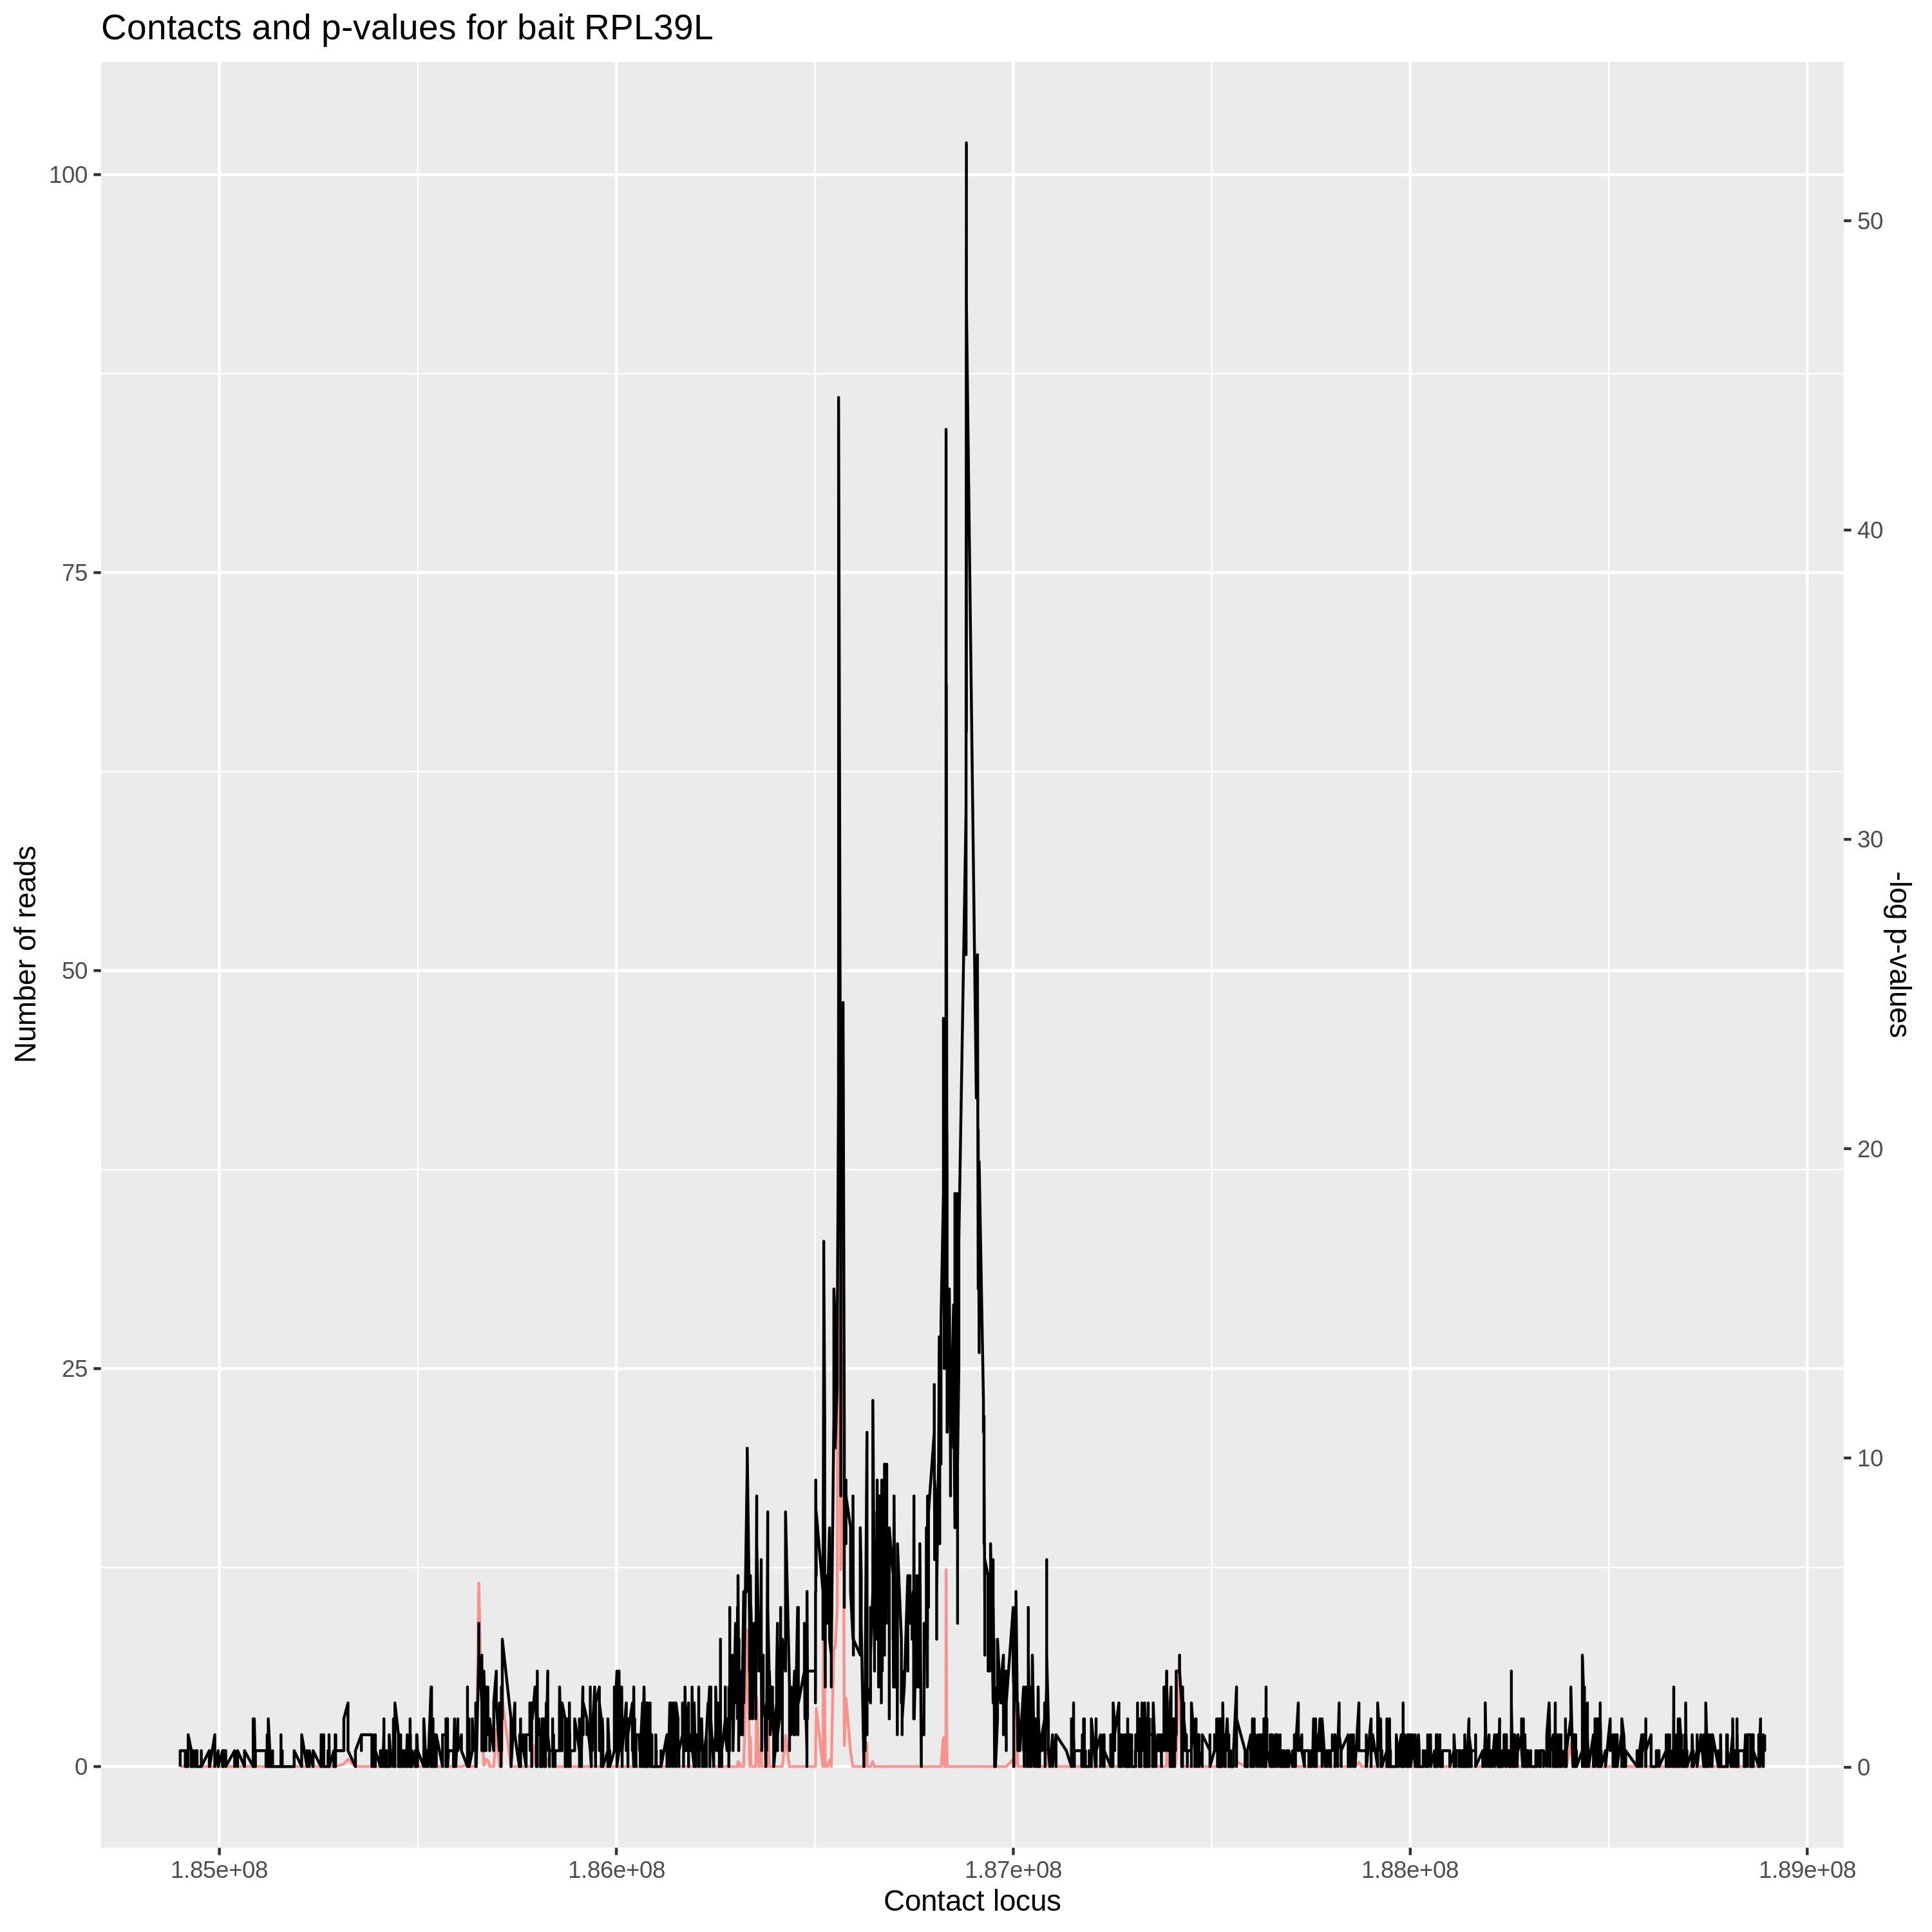 Contacts and p-values for bait RPL39L
100
75
50
25
0
Number of reads
50
40
30
20
10
0
-log p-values
1.85e+08
1.86e+08
1.87e+08
1.88e+08
1.89e+08
Contact locus